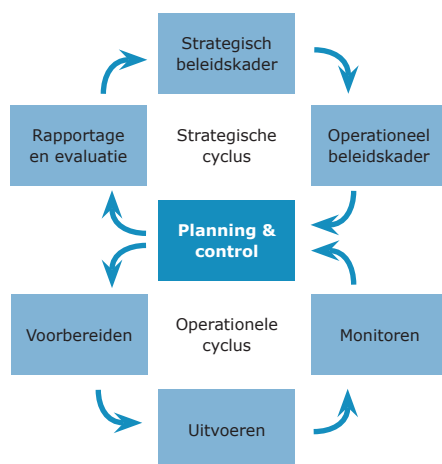 Strategisch
beleidskader
Rapportage
en evaluatie
Strategische
cyclus
Operationeel
beleidskader
Planning &
control
Voorbereiden
Operationele
cyclus
Monitoren
Uitvoeren